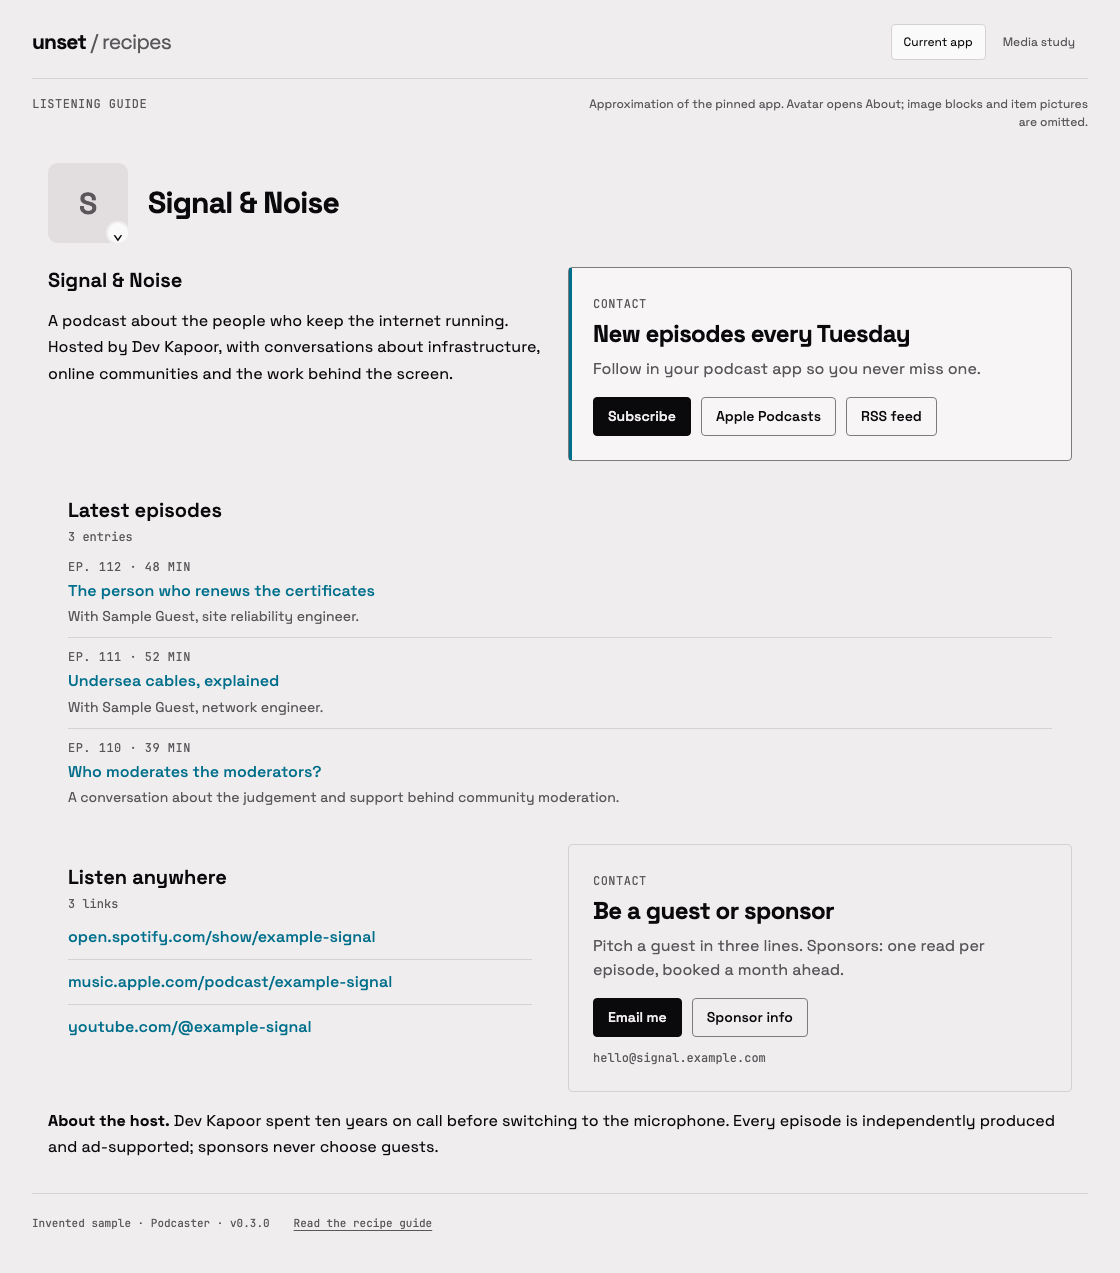 unset / recipes
Current app
Media study
LISTENING GUIDE
Approximation of the pinned app. Avatar opens About; image blocks and item pictures
are omitted.
S
Signal & Noise
Signal & Noise
A podcast about the people who keep the internet running.
Hosted by Dev Kapoor, with conversations about infrastructure,
online communities and the work behind the screen.
CONTACT
New episodes every Tuesday
Follow in your podcast app so you never miss one.
Subscribe
Apple Podcasts
RSS feed
Latest episodes
3 entries
EP. 112 · 48 MIN
The person who renews the certificates
With Sample Guest, site reliability engineer.
EP. 111 · 52 MIN
Undersea cables, explained
With Sample Guest, network engineer.
EP. 110 · 39 MIN
Who moderates the moderators?
A conversation about the judgement and support behind community moderation.
Listen anywhere
3 links
open.spotify.com/show/example-signal
music.apple.com/podcast/example-signal
youtube.com/@example-signal
CONTACT
Be a guest or sponsor
Pitch a guest in three lines. Sponsors: one read per
episode, booked a month ahead.
Email me
Sponsor info
hello@signal.example.com
About the host. Dev Kapoor spent ten years on call before switching to the microphone. Every episode is independently produced
and ad-supported; sponsors never choose guests.
Invented sample · Podcaster · v0.3.0
Read the recipe guide